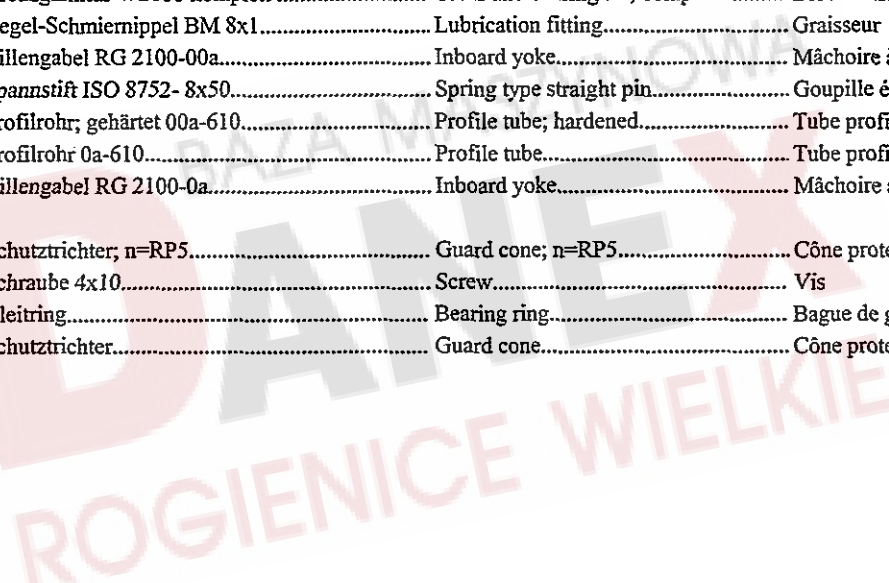 egel-Schmiernippel BM 8x1 Lubrication fitting Graisseur
illengabel RG 2100-00a Inboard yoke Mâchoire
pannstift ISO 8752- 8x50 Spring type straight pin Goupille
rofilrohr; gehärtet 00a-610 Profile tube; hardened Tube profi
rofilrohr 0a-610 Profile tube Tube profi
illengabel RG 2100-0a Inboard yoke Mâchoire
chutztrichter; n=RP5 Guard cone; n=RP5 Cône prote
chraube 4x10 Screw Vis
leitring Bearing ring Bague de g
chutztrichter Guard cone Cône prote
BAZA MASZYNOWA
DANEX
ROGIENICE WIELKIE